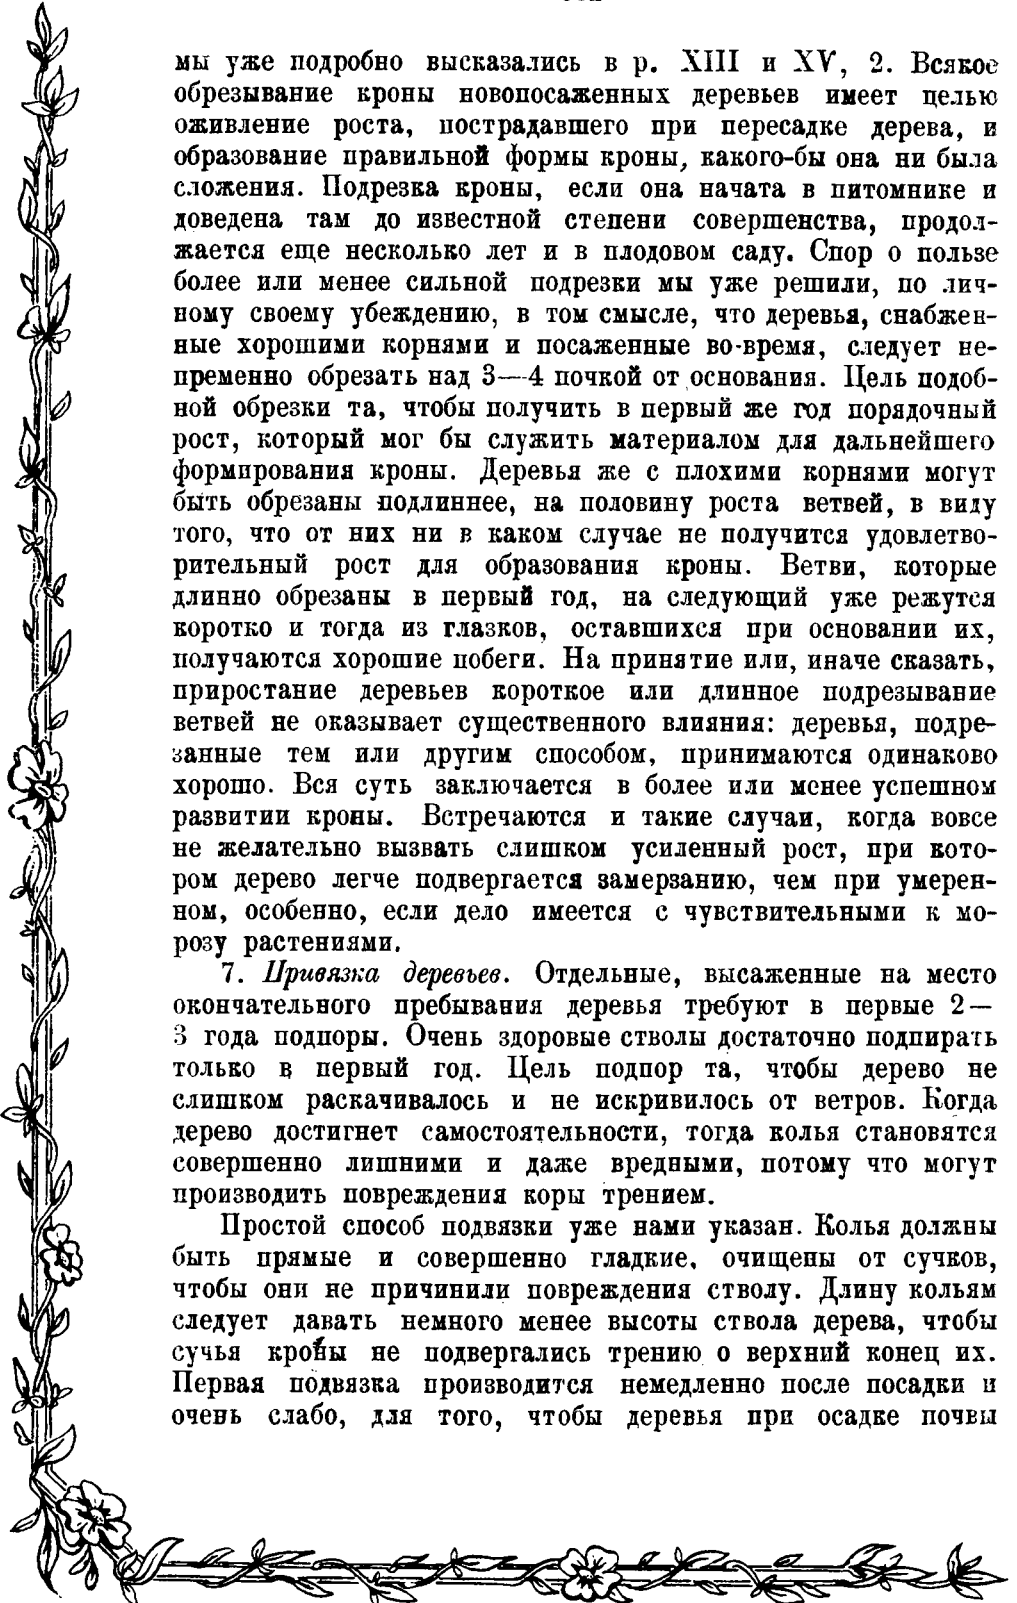 мы уже подробно высказались в р. XIII и XV, 2. Всякое
обрезывание кроны новопосаженных деревьев имеет целью
оживление роста, пострадавшего при пересадке дерева, и
образование правильной формы кроны, какого-бы она ни была
сложения. Подрезка кроны, если она начата в питомнике и
доведена там до известной степени совершенства, продол-
жается еще несколько лет и в плодовом саду. Спор о пользе
более или менее сильной подрезки мы уже решили, по лич-
ному своему убеждению, в том смысле, что деревья, снабжен-
ные хорошими корнями и посаженные во-время, следует не-
пременно обрезать над 3—4 почкой от основания. Цель подоб-
ной обрезки та, чтобы получить в первый же год порядочный
рост, который мог бы служить материалом для дальнейшего
формирования кроны. Деревья же с плохими корнями могут
быть обрезаны подлиннее, на половину роста ветвей, в виду
того, что от них ни в каком случае не получится удовлетво-
рительный рост для образования кроны. Ветви, которые
длинно обрезаны в первый год, на следующий уже режутся
коротко и тогда из глазков, оставшихся при основании их,
получаются хорошие побеги. На принятие или, иначе сказать,
приростание деревьев короткое или длинное подрезывание
ветвей не оказывает существенного влияния: деревья, подре-
занные тем или другим способом, принимаются одинаково
хорошо. Вся суть заключается в более или менее успешном
развитии кроны. Встречаются и такие случаи, когда вовсе
не желательно вызвать слишком усиленный рост, при кото-
ром дерево легче подвергается замерзанию, чем при умерен-
ном, особенно, если дело имеется с чувствительными к мо-
розу растениями.
7. Привязка деревьев. Отдельные, высаженные на место
окончательного пребывания деревья требуют в первые 2—
3 года подпоры. Очень здоровые стволы достаточно подпирать
только в первый год. Цель подпор та, чтобы дерево не
слишком раскачивалось и не искривилось от ветров. Когда
дерево достигнет самостоятельности, тогда колья становятся
совершенно лишними и даже вредными, потому что могут
производить повреждения коры трением.
Простой способ подвязки уже нами указан. Колья должны
быть прямые и совершенно гладкие, очищены от сучков,
чтобы они не причинили повреждения стволу. Длину кольям
следует давать немного менее высоты ствола дерева, чтобы
сучья кроны не подвергались трению о верхний конец их.
Первая подвязка производится немедленно после посадки и
очень слабо, для того, чтобы деревья при осадке почвы